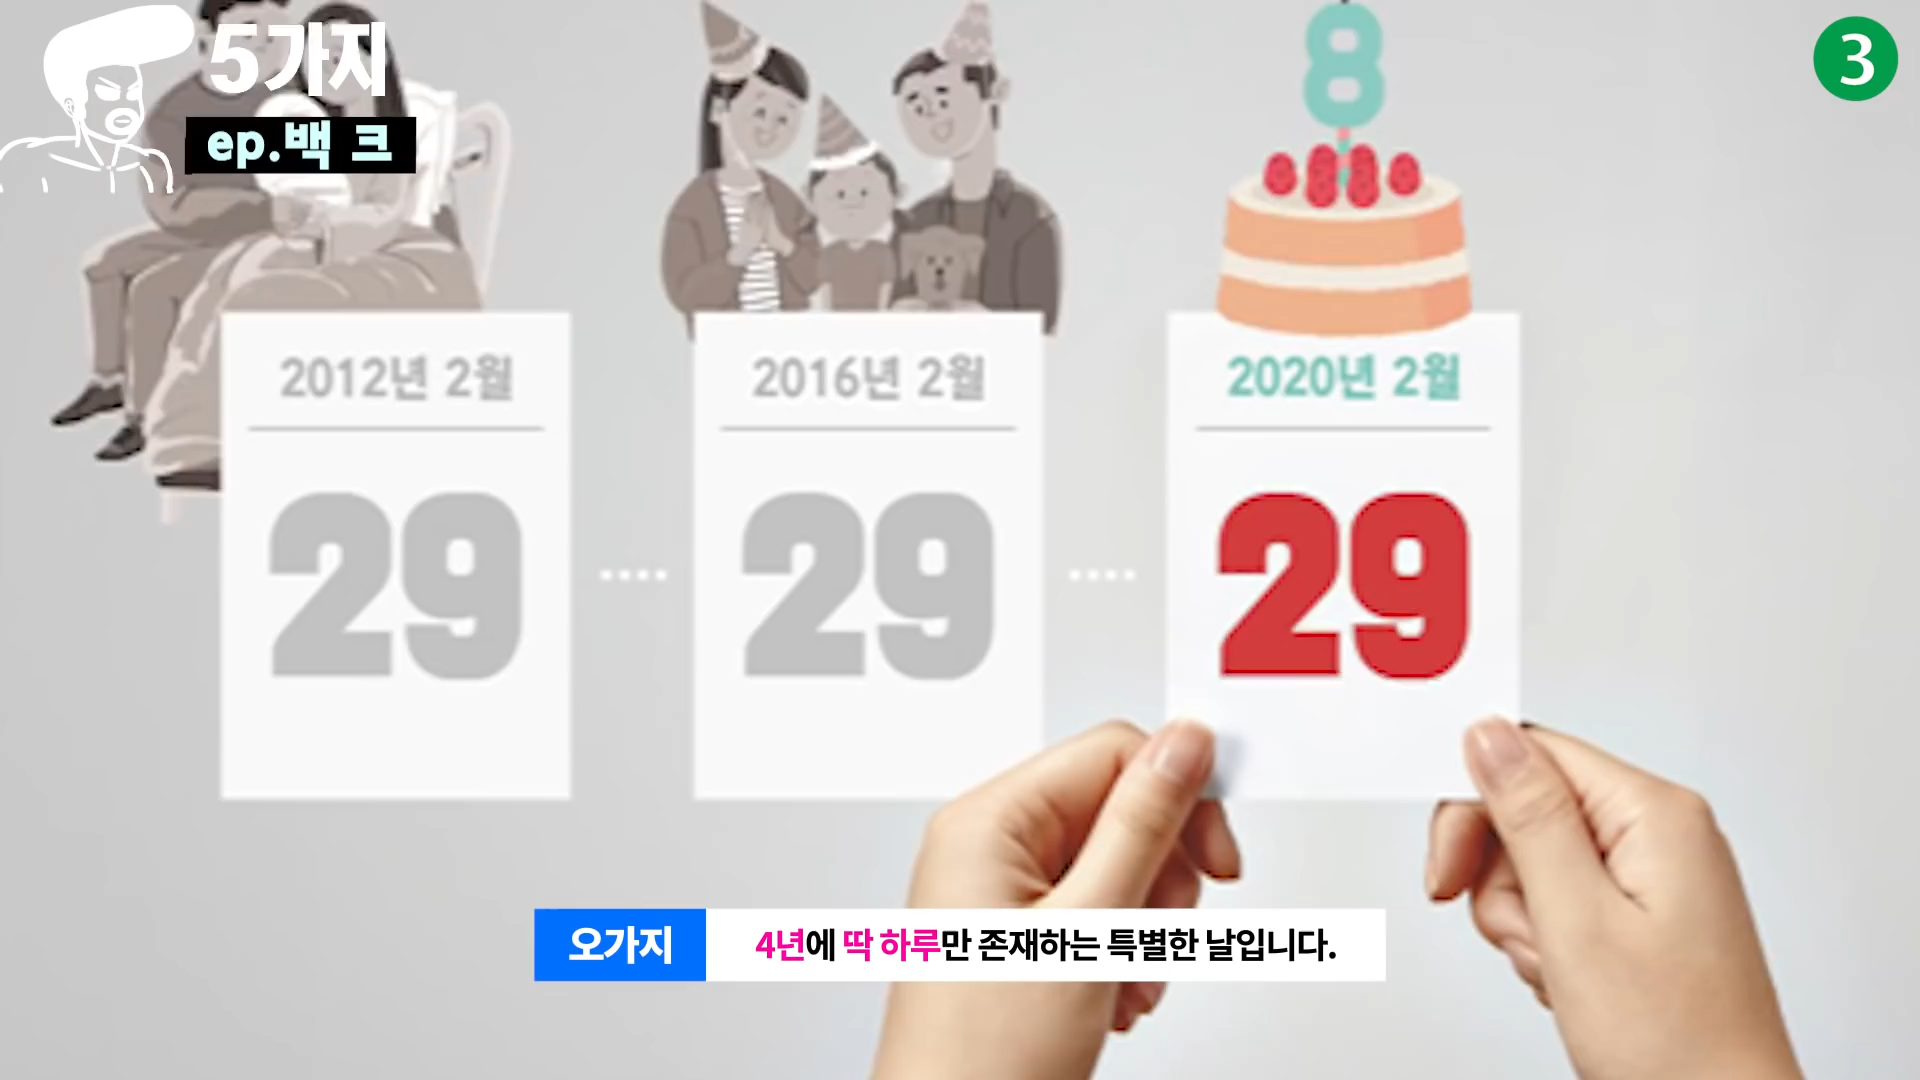 5가지
ep.백 크
3
8
2012년 2월
29
2016년 2월
29
2020년 2월
29
오가지
4년에 딱 하루만 존재하는 특별한 날입니다.